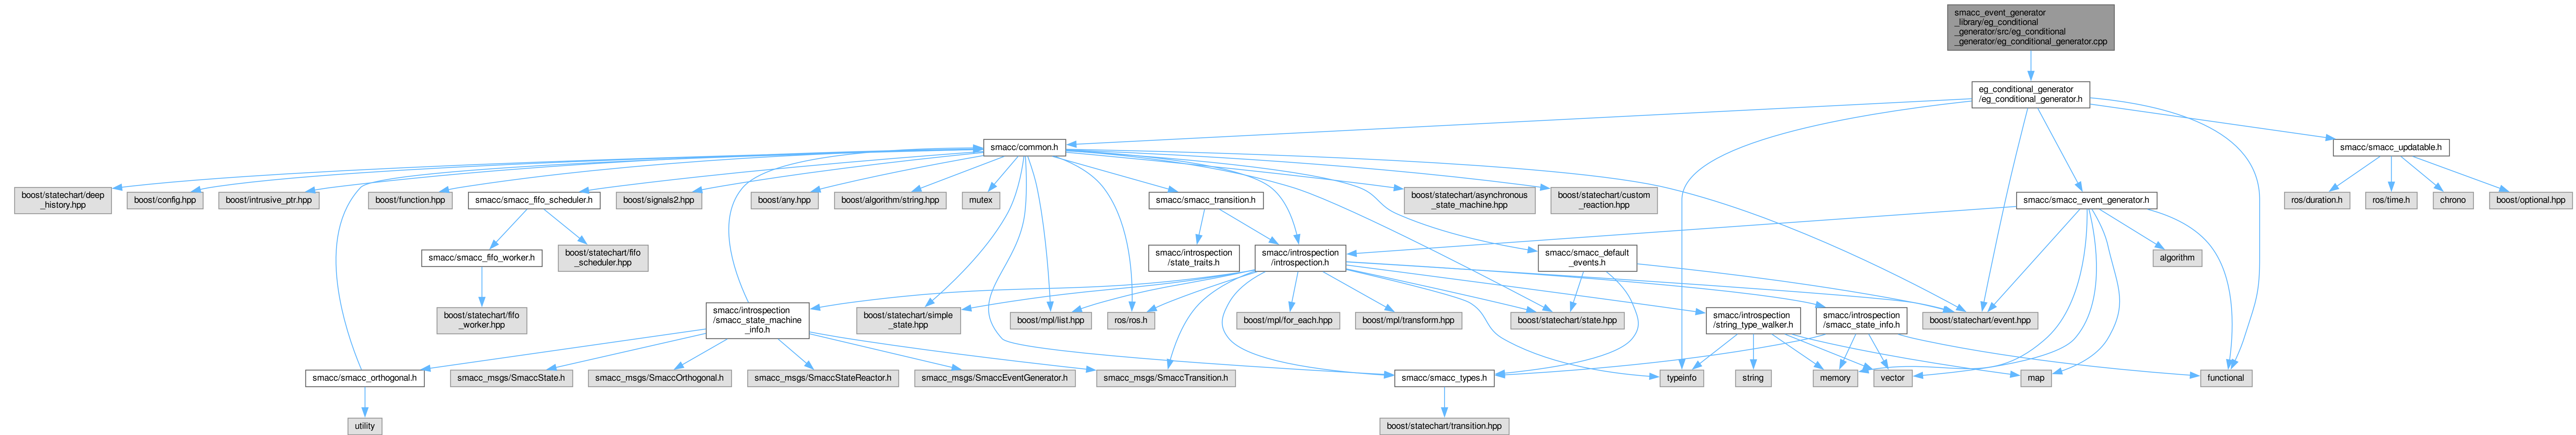 smacc_event_generator
_library/eg_conditional
_generator/src/eg_conditional
_generator/eg_conditional_generator.cpp
eg_conditional_generator
/eg_conditional_generator.h
smacc/common.h
smacc/smacc_updatable.h
boost/statechart/deep
_history.hpp
boost/config.hpp
boost/intrusive_ptr.hpp
boost/function.hpp
smacc/smacc_fifo_scheduler.h
boost/signals2.hpp
boost/any.hpp
boost/algorithm/string.hpp
mutex
smacc/smacc_transition.h
boost/statechart/asynchronous
_state_machine.hpp
boost/statechart/custom
_reaction.hpp
smacc/smacc_event_generator.h
ros/duration.h
ros/time.h
chrono
boost/optional.hpp
smacc/smacc_fifo_worker.h
boost/statechart/fifo
_scheduler.hpp
smacc/introspection
/state_traits.h
smacc/introspection
/introspection.h
smacc/smacc_default
_events.h
algorithm
boost/statechart/fifo
_worker.hpp
smacc/introspection
/smacc_state_machine
_info.h
boost/statechart/simple
_state.hpp
boost/mpl/list.hpp
ros/ros.h
boost/mpl/for_each.hpp
boost/mpl/transform.hpp
boost/statechart/state.hpp
smacc/introspection
/string_type_walker.h
smacc/introspection
/smacc_state_info.h
boost/statechart/event.hpp
smacc/smacc_orthogonal.h
smacc_msgs/SmaccState.h
smacc_msgs/SmaccOrthogonal.h
smacc_msgs/SmaccStateReactor.h
smacc_msgs/SmaccEventGenerator.h
smacc_msgs/SmaccTransition.h
smacc/smacc_types.h
typeinfo
string
memory
vector
map
functional
utility
boost/statechart/transition.hpp